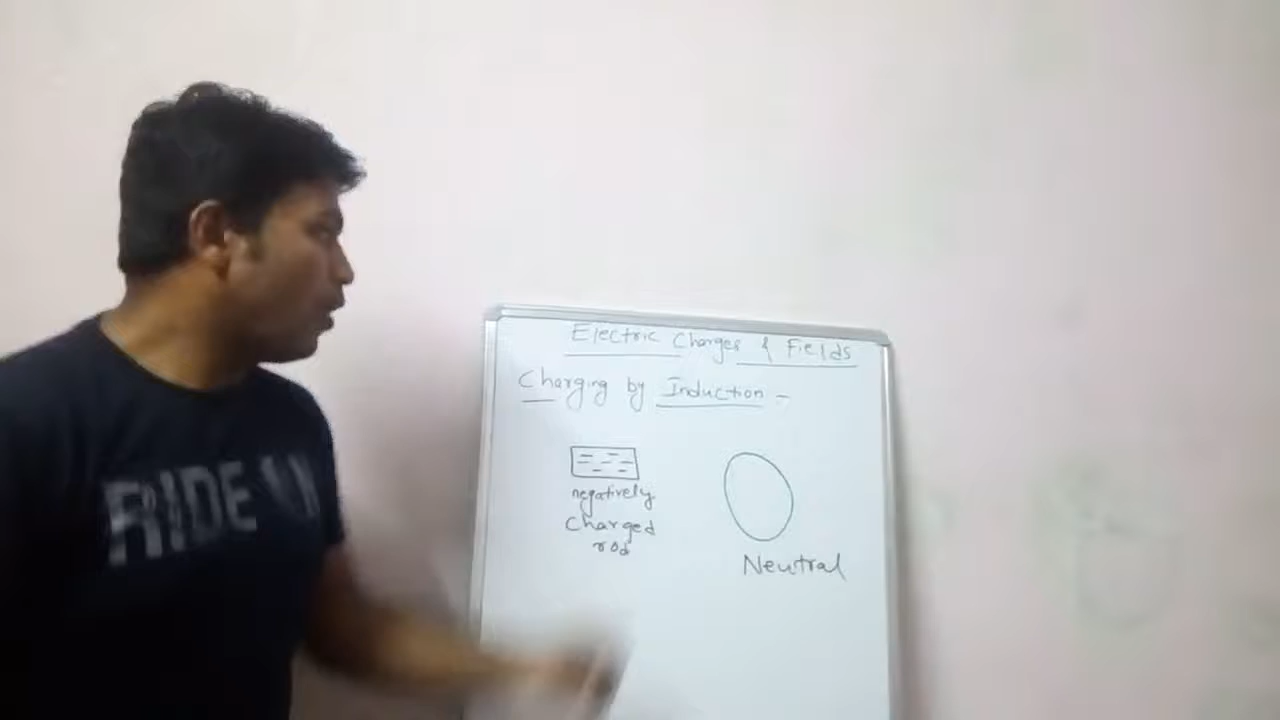 Electric Charges & Fields
Charging by Induction -
negatively
Charged
rod
Neutral
RIDE